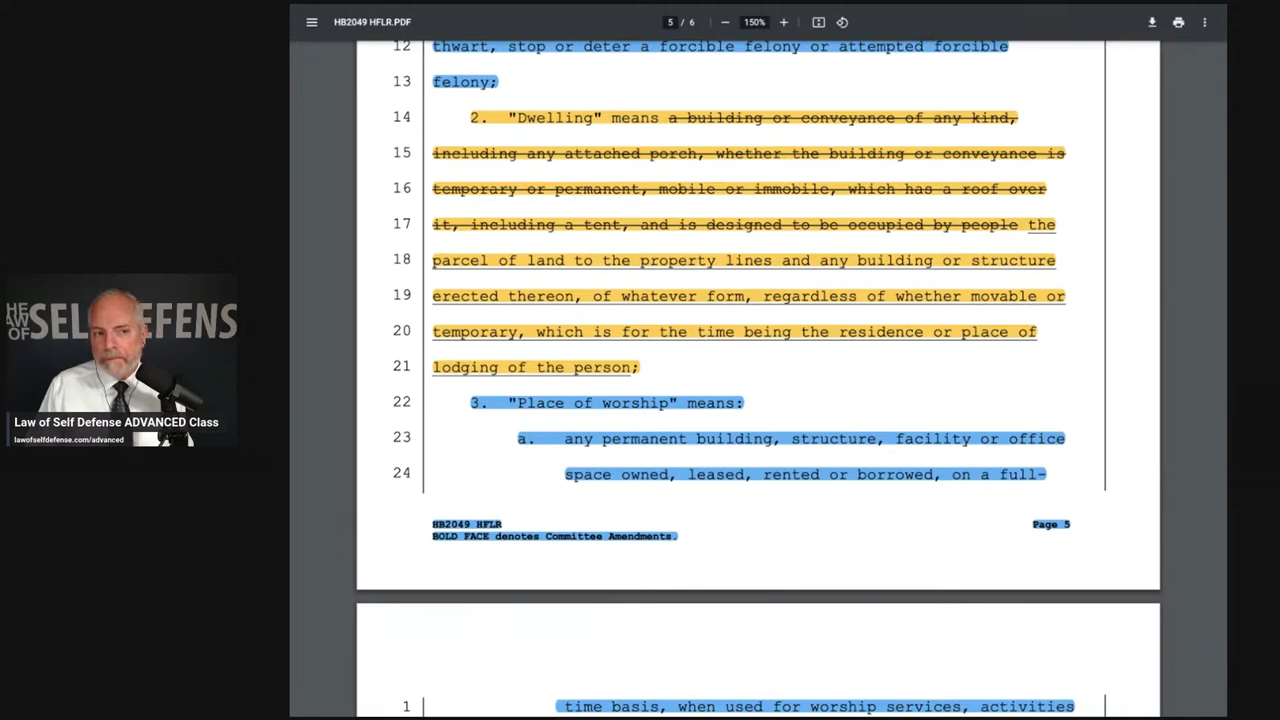 HB2049 HFLR.PDF
5 / 6
150%
12 thwart, stop or deter a forcible felony or attempted forcible
13 felony;
14 2. "Dwelling" means a building or conveyance of any kind,
15 including any attached porch, whether the building or conveyance is
16 temporary or permanent, mobile or immobile, which has a roof over
17 it, including a tent, and is designed to be occupied by people the
18 parcel of land to the property lines and any building or structure
19 erected thereon, of whatever form, regardless of whether movable or
20 temporary, which is for the time being the residence or place of
21 lodging of the person;
22 3. "Place of worship" means:
23 a. any permanent building, structure, facility or office
24 space owned, leased, rented or borrowed, on a full-
HB2049 HFLR Page 5
BOLD FACE denotes Committee Amendments.
1 time basis, when used for worship services, activities
THE
LAW
OF
SELF DEFENS
Law of Self Defense ADVANCED Class
lawofselfdefense.com/advanced